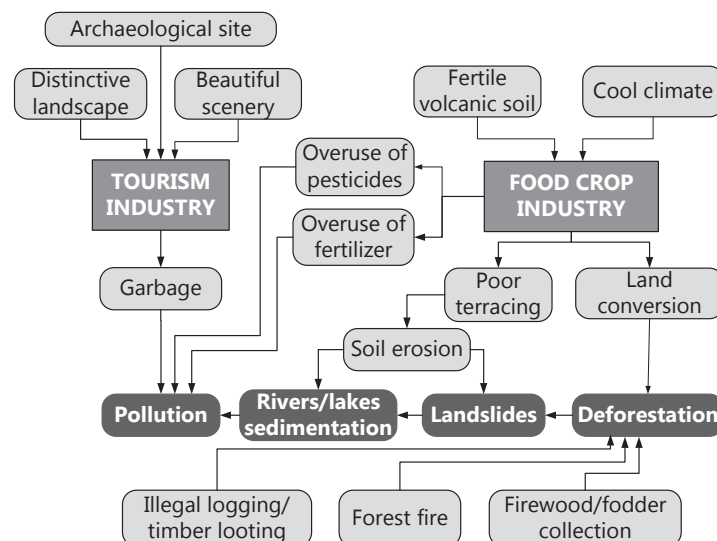 Archaeological site
Distinctive
landscape
Beautiful
scenery
Fertile
volcanic soil
Cool climate
TOURISM
INDUSTRY
Overuse of
pesticides
FOOD CROP
INDUSTRY
Overuse of
fertilizer
Garbage
Poor
terracing
Land
conversion
Soil erosion
Pollution
Rivers/lakes
sedimentation
Landslides
Deforestation
Illegal logging/
timber looting
Forest fire
Firewood/fodder
collection